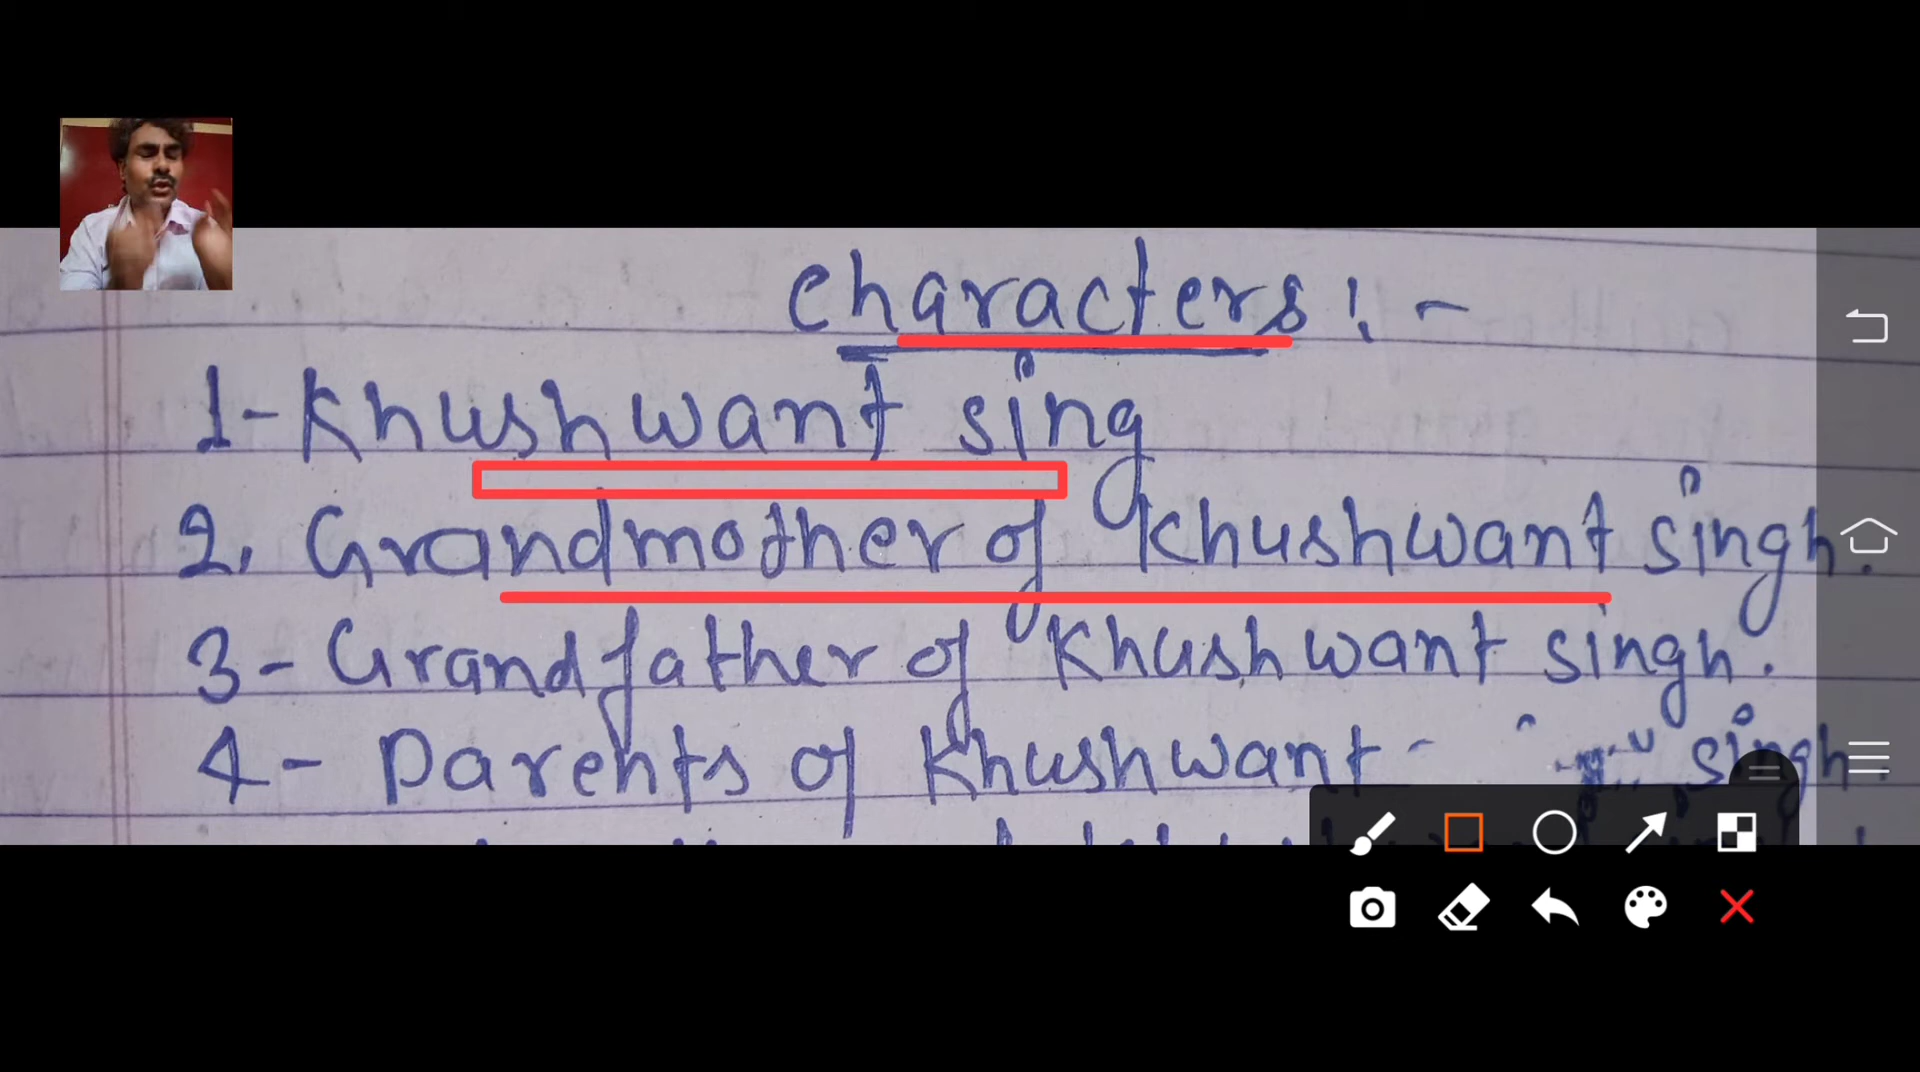 Characters :-
1- Khushwant sing
2. Grandmother of Khushwant singh.
3- Grandfather of Khushwant singh.
4- Parents of Khushwant - singh